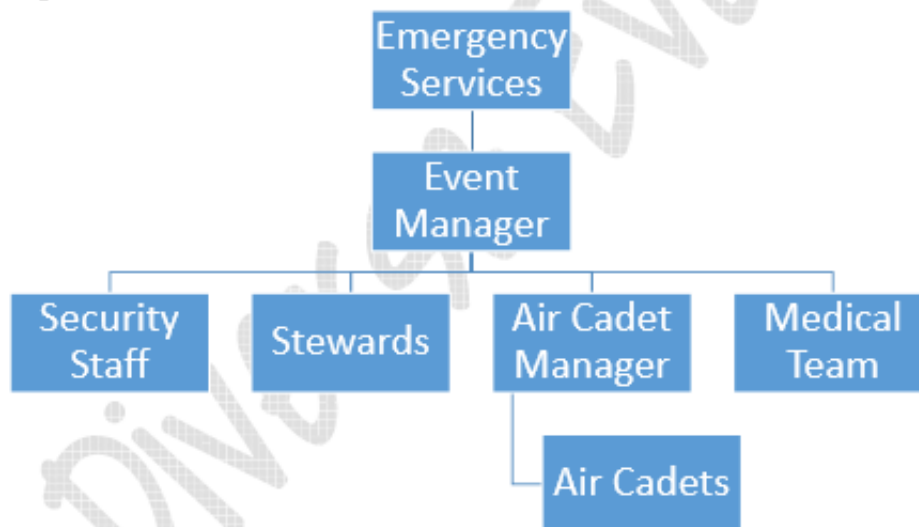 Emergency
Services
Event
Manager
Security
Staff
Stewards
Air Cadet
Manager
Medical
Team
Air Cadets